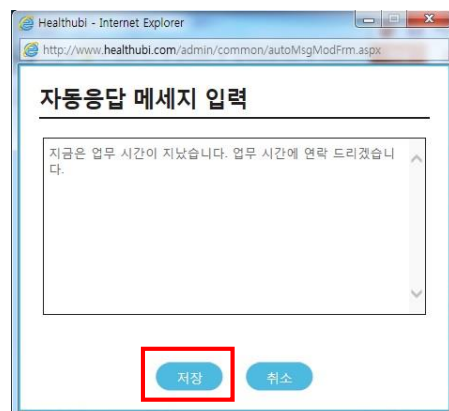 Healthubi - Internet Explorer
http://www.healthubi.com/admin/common/autoMsgModFrm.aspx
자동응답 메세지 입력
지금은 업무 시간이 지났습니다. 업무 시간에 연락 드리겠습니
다.
저장 취소